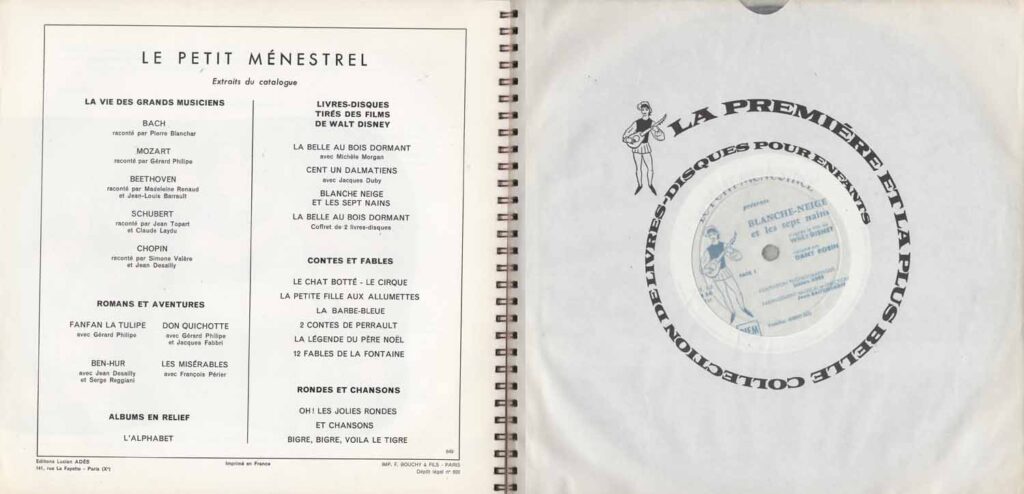 LE PETIT MÉNESTREL
Extraits du catalogue
LA VIE DES GRANDS MUSICIENS
BACH
raconté par Pierre Blanchar
MOZART
raconté par Gérard Philipe
BEETHOVEN
raconté par Madeleine Renaud
et Jean-Louis Barrault
SCHUBERT
raconté par Jean Topart
et Claude Laydu
CHOPIN
raconté par Simone Valère
et Jean Desailly
ROMANS ET AVENTURES
FANFAN LA TULIPE
avec Gérard Philipe
DON QUICHOTTE
avec Gérard Philipe
et Jacques Fabbri
BEN-HUR
avec Jean Desailly
et Serge Reggiani
LES MISÉRABLES
avec François Périer
ALBUMS EN RELIEF
L'ALPHABET
LIVRES-DISQUES
TIRÉS DES FILMS
DE WALT DISNEY
LA BELLE AU BOIS DORMANT
avec Michèle Morgan
CENT UN DALMATIENS
avec Jacques Duby
BLANCHE NEIGE
ET LES SEPT NAINS
LA BELLE AU BOIS DORMANT
Coffret de 2 livres-disques
CONTES ET FABLES
LE CHAT BOTTÉ - LE CIRQUE
LA PETITE FILLE AUX ALLUMETTES
LA BARBE-BLEUE
2 CONTES DE PERRAULT
LA LÉGENDE DU PÈRE NOËL
12 FABLES DE LA FONTAINE
RONDES ET CHANSONS
OH! LES JOLIES RONDES
ET CHANSONS
BIGRE, BIGRE, VOILA LE TIGRE
Editions Lucien ADÈS
141, rue La Fayette - Paris (Xe)
Imprimé en France
IMP. F. BOUCHY & FILS - PARIS
Dépôt légal n°
LA PREMIÉRE ET LA PLUS BELLE COLLECTION DE LIVRES-DISQUES POUR ENFANTS
présente
BLANCHE-NEIGE
et les sept nains
WALT DISNEY
DANY ROBIN
FACE 1